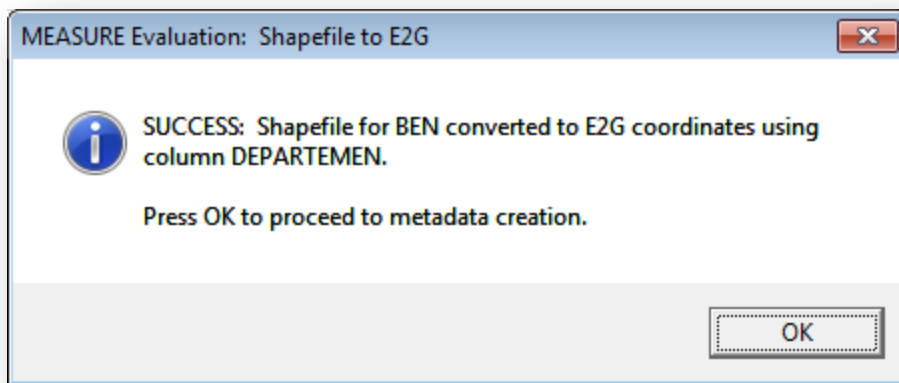 MEASURE Evaluation:  Shapefile to E2G
SUCCESS:  Shapefile for BEN converted to E2G coordinates using
column DEPARTEMEN.
Press OK to proceed to metadata creation.
OK